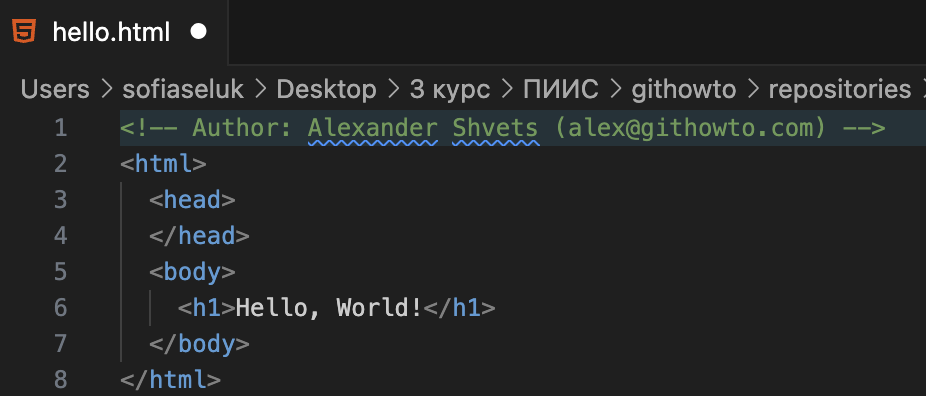 hello.html
Users > sofiaseluk > Desktop > 3 курс > ПИИС > githowto > repositories >
1 <!-- Author: Alexander Shvets (alex@githowto.com) -->
2 <html>
3   <head>
4   </head>
5   <body>
6     <h1>Hello, World!</h1>
7   </body>
8 </html>